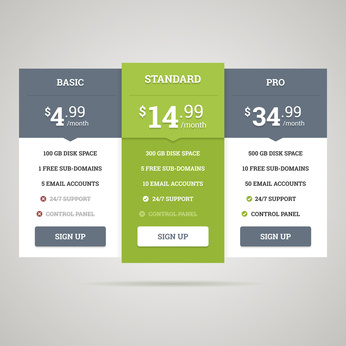 BASIC
$4.99
/month
100 GB DISK SPACE
1 FREE SUB-DOMAINS
5 EMAIL ACCOUNTS
24/7 SUPPORT
CONTROL PANEL
SIGN UP
STANDARD
$14.99
/month
300 GB DISK SPACE
5 FREE SUB-DOMAINS
10 EMAIL ACCOUNTS
24/7 SUPPORT
CONTROL PANEL
SIGN UP
PRO
$34.99
/month
500 GB DISK SPACE
10 FREE SUB-DOMAINS
50 EMAIL ACCOUNTS
24/7 SUPPORT
CONTROL PANEL
SIGN UP